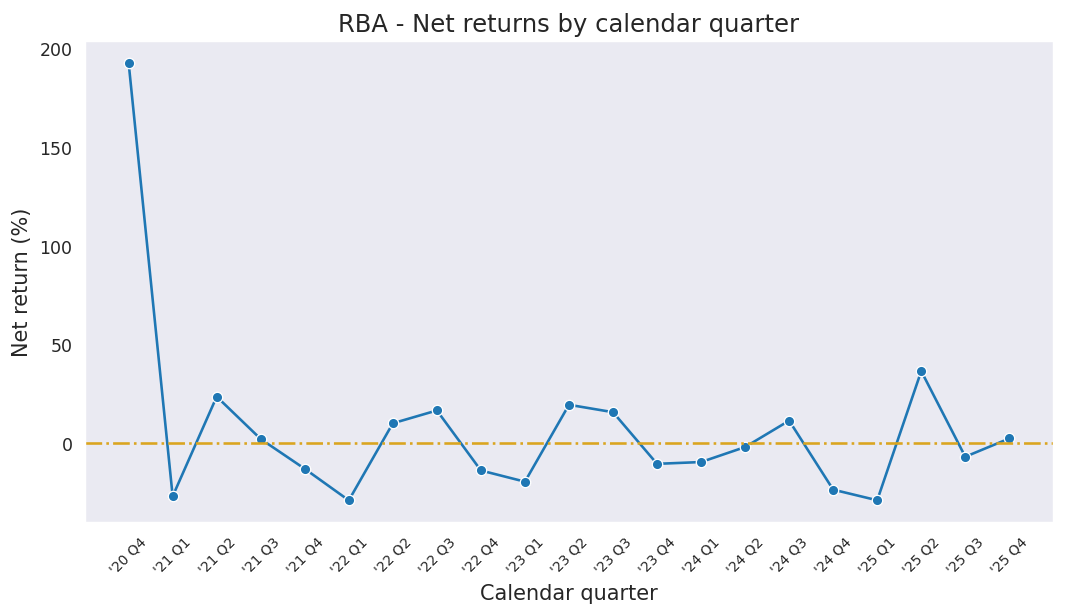 RBA - Net returns by calendar quarter
Net return (%)
200
150
100
50
0
'20 Q4
'21 Q1
'21 Q2
'21 Q3
'21 Q4
'22 Q1
'22 Q2
'22 Q3
'22 Q4
'23 Q1
'23 Q2
'23 Q3
'23 Q4
'24 Q1
'24 Q2
'24 Q3
'24 Q4
'25 Q1
'25 Q2
'25 Q3
'25 Q4
Calendar quarter